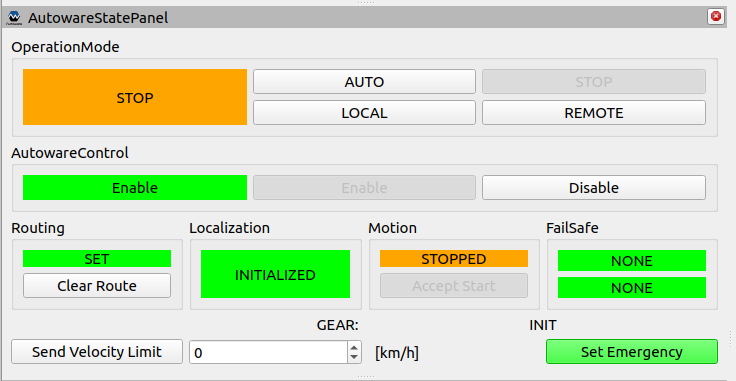 AutowareStatePanel
OperationMode
STOP
AUTO
STOP
LOCAL
REMOTE
AutowareControl
Enable
Enable
Disable
Routing
Localization
Motion
FailSafe
SET
Clear Route
INITIALIZED
STOPPED
Accept Start
NONE
NONE
GEAR:
INIT
Send Velocity Limit
0
[km/h]
Set Emergency